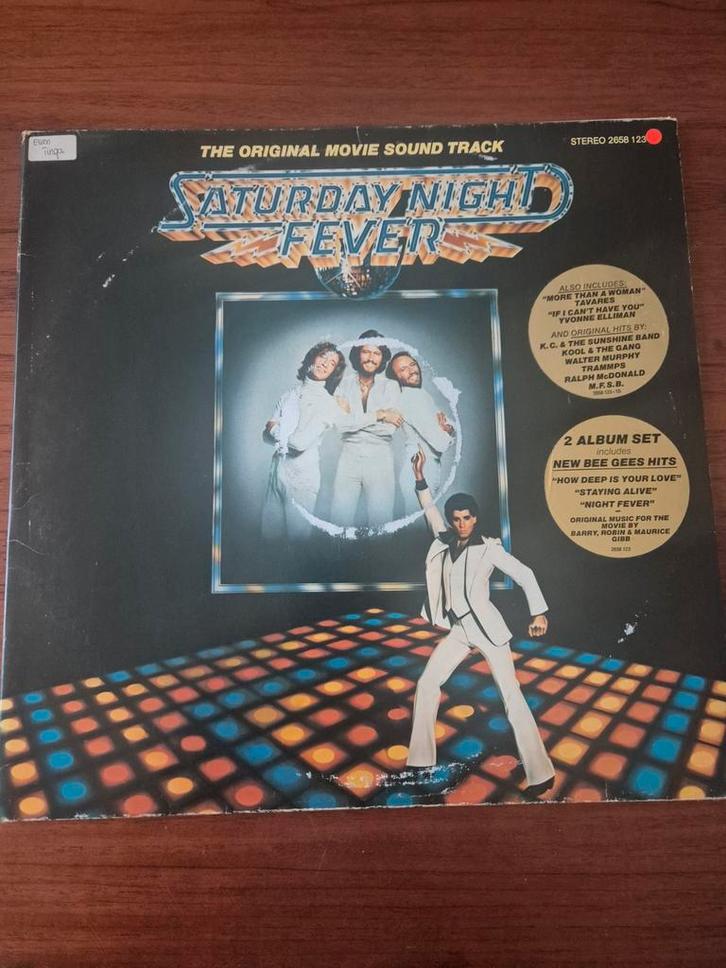 THE ORIGINAL MOVIE SOUND TRACK
STEREO 2658 123
SATURDAY NIGHT
FEVER
ALSO INCLUDES:
"MORE THAN A WOMAN"
TAVARES
"IF I CAN'T HAVE YOU"
YVONNE ELLIMAN
AND ORIGINAL HITS BY:
K.C. & THE SUNSHINE BAND
KOOL & THE GANG
WALTER MURPHY
TRAMMPS
RALPH McDONALD
M.F.S.B.
2 ALBUM SET
includes
NEW BEE GEES HITS
"HOW DEEP IS YOUR LOVE"
"STAYING ALIVE"
"NIGHT FEVER"
–
ORIGINAL MUSIC FOR THE
MOVIE BY
BARRY, ROBIN & MAURICE
GIBB
2658 123